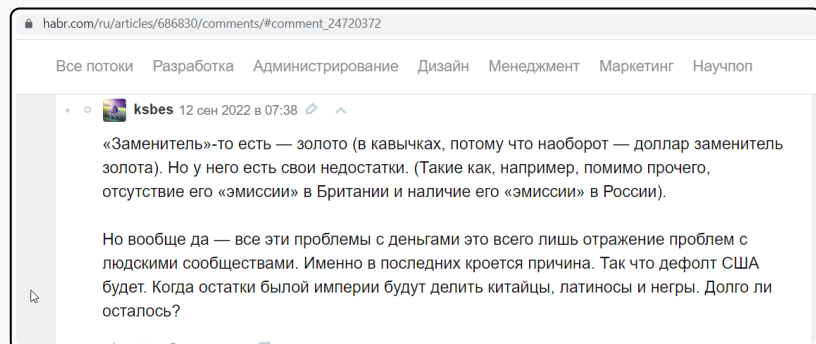 habr.com/ru/articles/686830/comments/#comment_24720372
Все потоки Разработка Администрирование Дизайн Менеджмент Маркетинг Научпоп
ksbes 12 сен 2022 в 07:38
«Заменитель»-то есть — золото (в кавычках, потому что наоборот — доллар заменитель
золота). Но у него есть свои недостатки. (Такие как, например, помимо прочего,
отсутствие его «эмиссии» в Британии и наличие его «эмиссии» в России).
Но вообще да — все эти проблемы с деньгами это всего лишь отражение проблем с
людскими сообществами. Именно в последних кроется причина. Так что дефолт США
будет. Когда остатки былой империи будут делить китайцы, латиносы и негры. Долго ли
осталось?